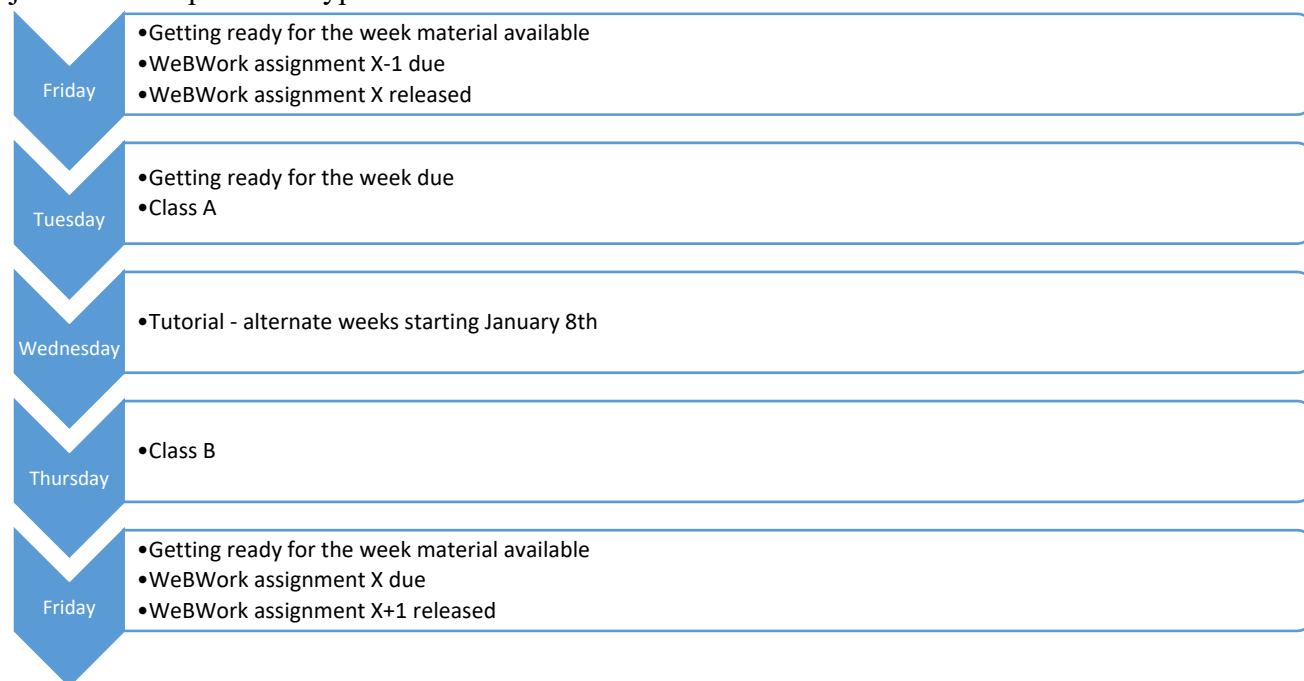 Friday
•Getting ready for the week material available
•WeBWork assignment X-1 due
•WeBWork assignment X released
Tuesday
•Getting ready for the week due
•Class A
Wednesday
•Tutorial - alternate weeks starting January 8th
Thursday
•Class B
Friday
•Getting ready for the week material available
•WeBWork assignment X due
•WeBWork assignment X+1 released